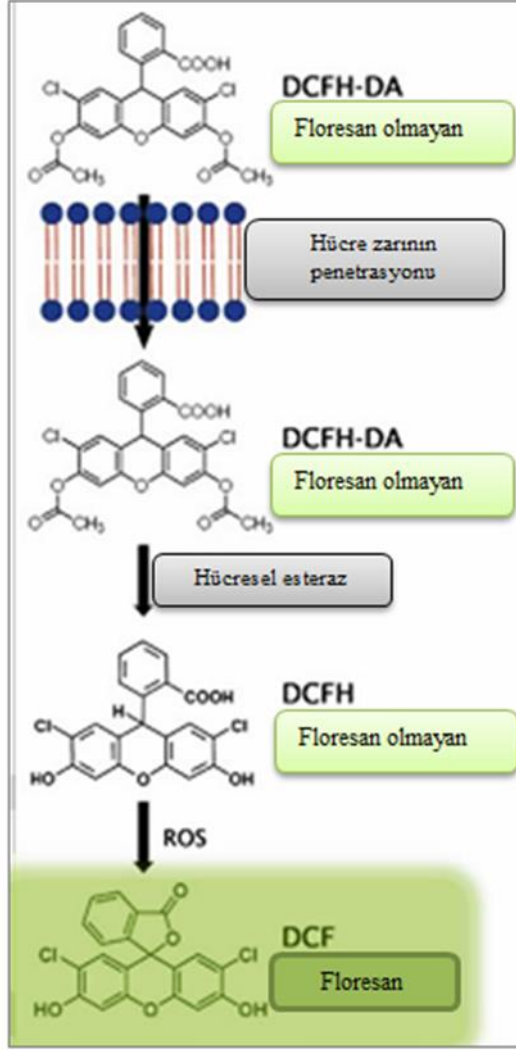 COOH
Cl
Cl
O
O
O
O
CH₃
O
CH₃
DCFH-DA
Floresan olmayan
Hücre zarının
penetrasyonu
COOH
Cl
Cl
O
O
O
O
CH₃
O
CH₃
DCFH-DA
Floresan olmayan
Hücresel esteraz
COOH
H
Cl
Cl
HO
O
OH
DCFH
Floresan olmayan
ROS
O
O
Cl
Cl
HO
O
OH
DCF
Floresan